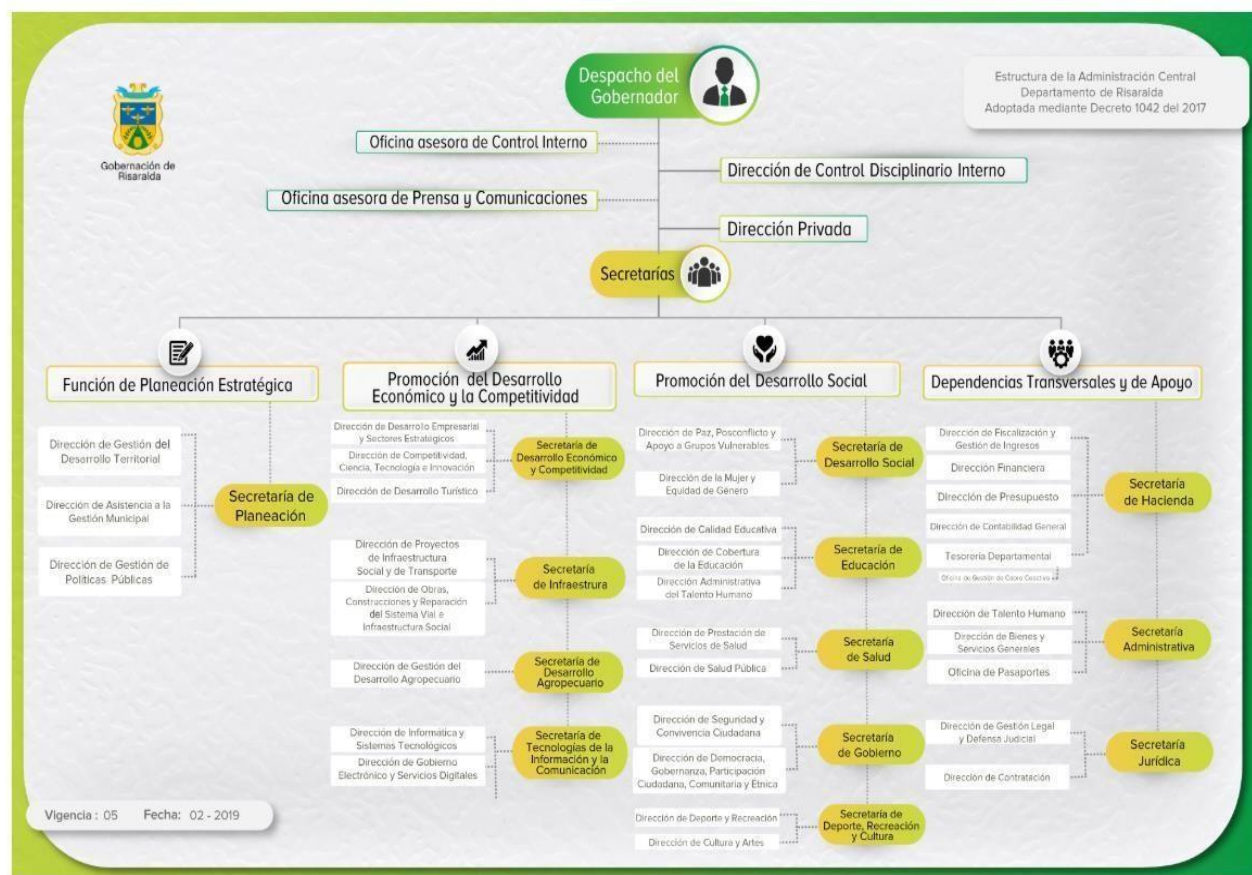 Despacho del
Gobernador
Estructura de la Administración Central
Departamento de Risaralda
Adoptada mediante Decreto 1042 del 2017
Gobernación de
Risaralda
Oficina asesora de Control Interno
Dirección de Control Disciplinario Interno
Oficina asesora de Prensa y Comunicaciones
Dirección Privada
Secretarías
Función de Planeación Estratégica
Dirección de Gestión del
Desarrollo Territorial
Dirección de Asistencia a la
Gestión Municipal
Dirección de Gestión de
Políticas Públicas
Secretaría de
Planeación
Promoción del Desarrollo
Económico y la Competitividad
Dirección de Desarrollo Empresarial
y Sectores Estratégicos
Dirección de Competitividad,
Ciencia, Tecnología e Innovación
Dirección de Desarrollo Turístico
Secretaría de
Desarrollo Económico
y Competitividad
Dirección de Proyectos
de Infraestructura
Social y de Transporte
Dirección de Obras,
Construcciones y Reparación
del Sistema Vial e
Infraestructura Social
Secretaría
de Infraestrura
Dirección de Gestión del
Desarrollo Agropecuario
Secretaría de
Desarrollo
Agropecuario
Dirección de Informática y
Sistemas Tecnológicos
Dirección de Gobierno
Electrónico y Servicios Digitales
Secretaría de
Tecnologías de la
Información y la
Comunicación
Promoción del Desarrollo Social
Dirección de Paz, Posconflicto y
Apoyo a Grupos Vulnerables
Dirección de la Mujer y
Equidad de Género
Secretaría de
Desarrollo Social
Dirección de Calidad Educativa
Dirección de Cobertura
de la Educación
Dirección Administrativa
del Talento Humano
Secretaría de
Educación
Dirección de Prestación de
Servicios de Salud
Dirección de Salud Pública
Secretaría
de Salud
Dirección de Seguridad y
Convivencia Ciudadana
Dirección de Democracia,
Gobernanza, Participación
Ciudadana, Comunitaria y Étnica
Secretaría
de Gobierno
Dirección de Deporte y Recreación
Dirección de Cultura y Artes
Secretaría de
Deporte, Recreación
y Cultura
Dependencias Transversales y de Apoyo
Dirección de Fiscalización y
Gestión de Ingresos
Dirección Financiera
Dirección de Presupuesto
Dirección de Contabilidad General
Tesorería Departamental
Oficina de Gestión de Cobro Coactivo
Secretaría
de Hacienda
Dirección de Talento Humano
Dirección de Bienes y
Servicios Generales
Oficina de Pasaportes
Secretaría
Administrativa
Dirección de Gestión Legal
y Defensa Judicial
Dirección de Contratación
Secretaría
Jurídica
Vigencia : 05 Fecha: 02 - 2019